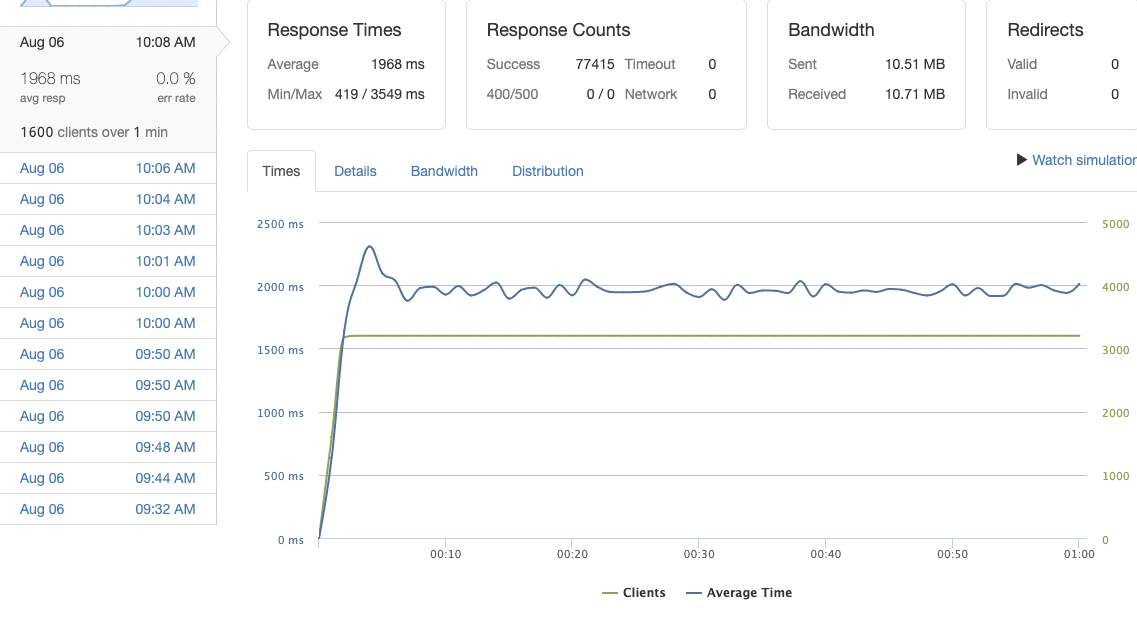 Aug 06 10:08 AM
1968 ms 0.0 %
avg resp err rate
1600 clients over 1 min
Aug 06 10:06 AM
Aug 06 10:04 AM
Aug 06 10:03 AM
Aug 06 10:01 AM
Aug 06 10:00 AM
Aug 06 10:00 AM
Aug 06 09:50 AM
Aug 06 09:50 AM
Aug 06 09:50 AM
Aug 06 09:48 AM
Aug 06 09:44 AM
Aug 06 09:32 AM
Response Times
Average 1968 ms
Min/Max 419 / 3549 ms
Response Counts
Success 77415 Timeout 0
400/500 0 / 0 Network 0
Bandwidth
Sent 10.51 MB
Received 10.71 MB
Redirects
Valid 0
Invalid 0
Times Details Bandwidth Distribution
Watch simulation
2500 ms 5000
2000 ms 4000
1500 ms 3000
1000 ms 2000
500 ms 1000
0 ms 0
00:10 00:20 00:30 00:40 00:50 01:00
Clients Average Time